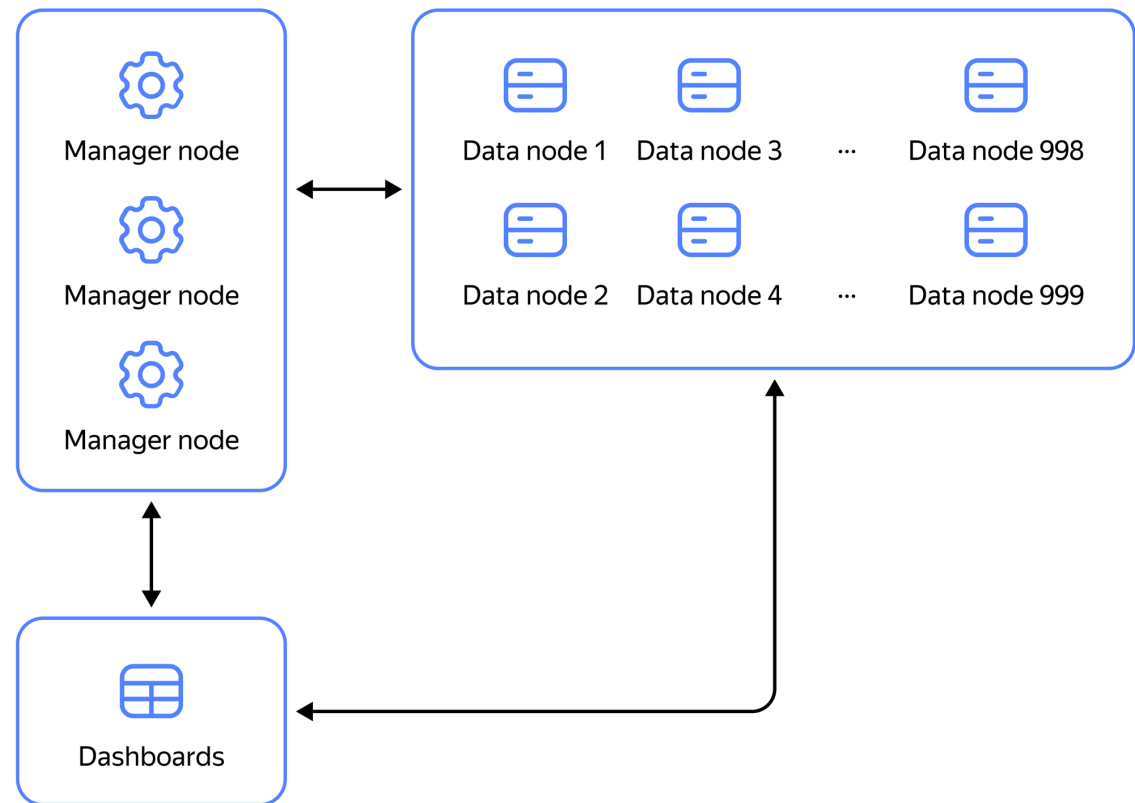 Manager node
Manager node
Manager node
Data node 1 Data node 3 ... Data node 998
Data node 2 Data node 4 ... Data node 999
Dashboards